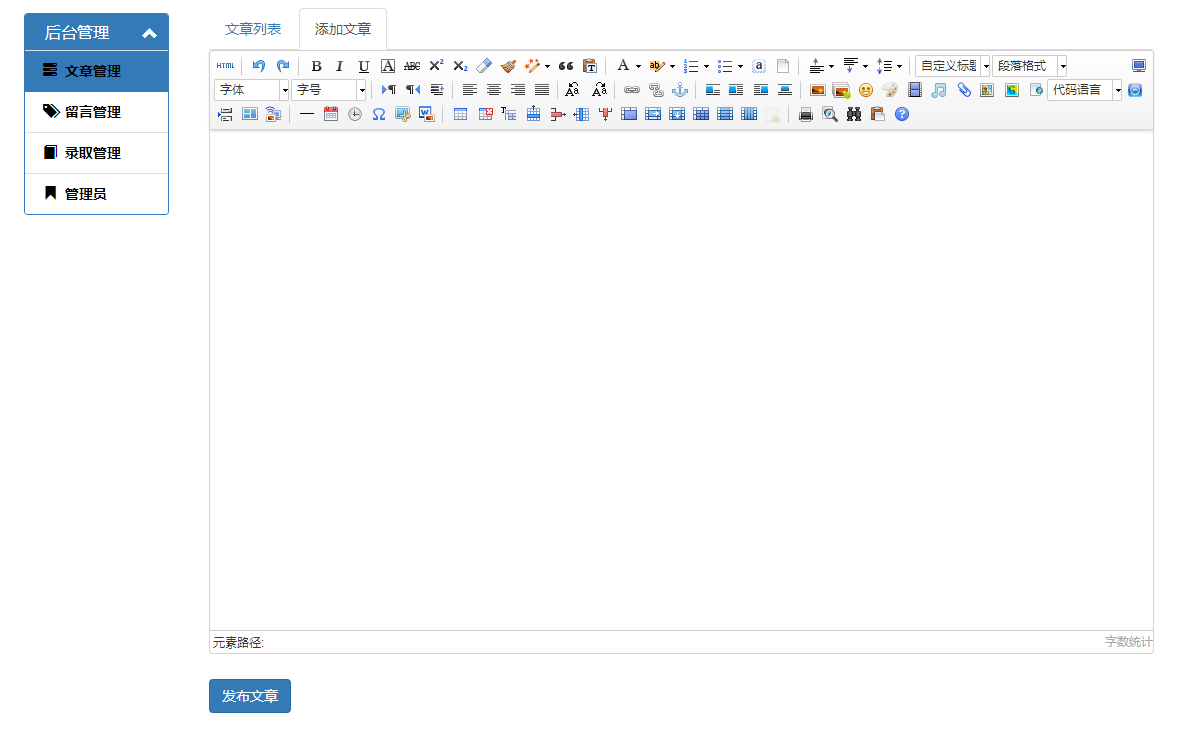 后台管理
文章管理
留言管理
录取管理
管理员
文章列表
添加文章
HTML B I U A ABC X² X₂ A ab a 自定义标题 段落格式
字体 字号 代码语言
元素路径:
字数统计
发布文章